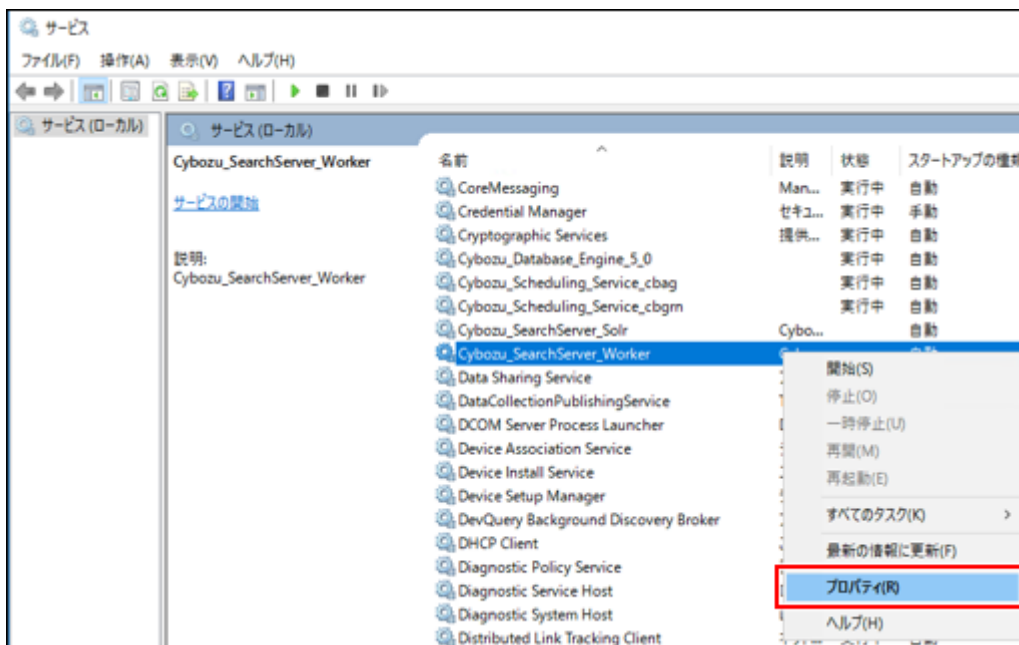 サービス
ファイル(F) 操作(A) 表示(V) ヘルプ(H)
サービス (ローカル)
サービス (ローカル)
Cybozu_SearchServer_Worker
サービスの開始
説明:
Cybozu_SearchServer_Worker
名前 説明 状態 スタートアップの種類
CoreMessaging Man... 実行中 自動
Credential Manager セキュ... 実行中 手動
Cryptographic Services 提供... 実行中 自動
Cybozu_Database_Engine_5_0 実行中 自動
Cybozu_Scheduling_Service_cbag 実行中 自動
Cybozu_Scheduling_Service_cbgrn 実行中 自動
Cybozu_SearchServer_Solr Cybo... 自動
Cybozu_SearchServer_Worker
Data Sharing Service
DataCollectionPublishingService
DCOM Server Process Launcher
Device Association Service
Device Install Service
Device Setup Manager
DevQuery Background Discovery Broker
DHCP Client
Diagnostic Policy Service
Diagnostic Service Host
Diagnostic System Host
Distributed Link Tracking Client
開始(S)
停止(O)
一時停止(U)
再開(M)
再起動(E)
すべてのタスク(K)
最新の情報に更新(F)
プロパティ(R)
ヘルプ(H)